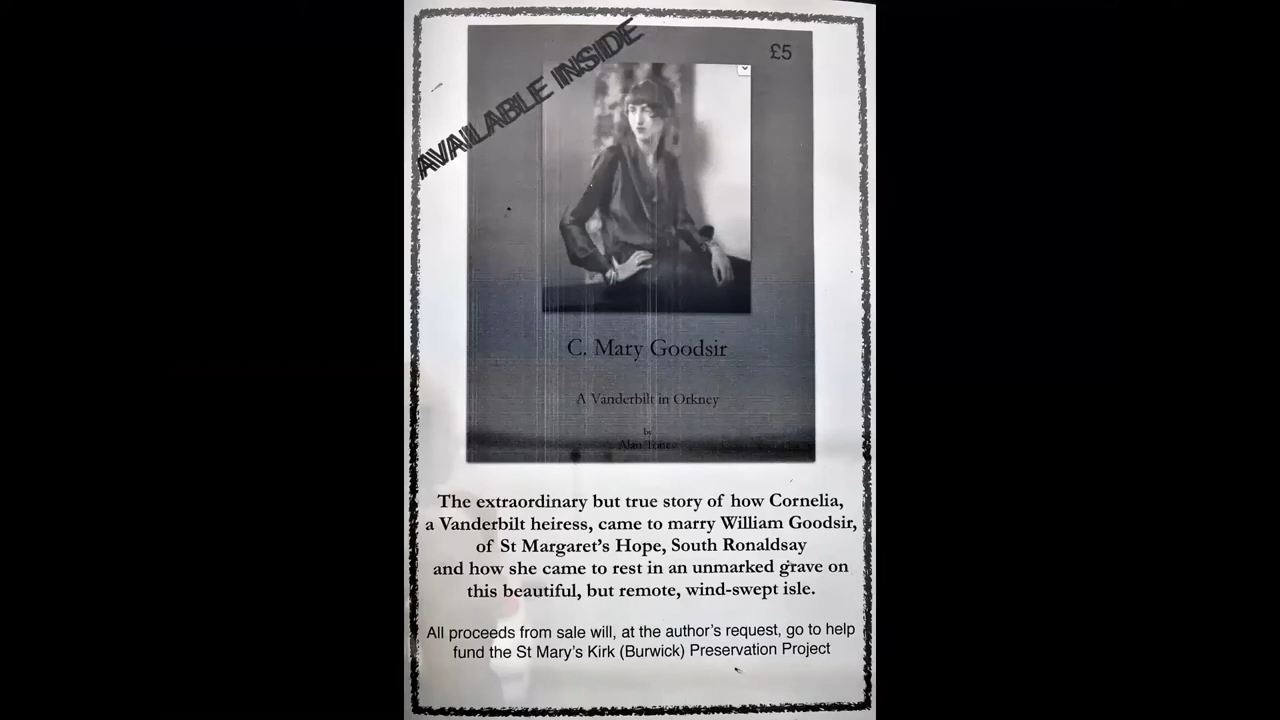 AVAILABLE INSIDE
£5
C. Mary Goodsir
A Vanderbilt in Orkney
by
Alan
The extraordinary but true story of how Cornelia,
a Vanderbilt heiress, came to marry William Goodsir,
of St Margaret's Hope, South Ronaldsay
and how she came to rest in an unmarked grave on
this beautiful, but remote, wind-swept isle.
All proceeds from sale will, at the author's request, go to help
fund the St Mary's Kirk (Burwick) Preservation Project